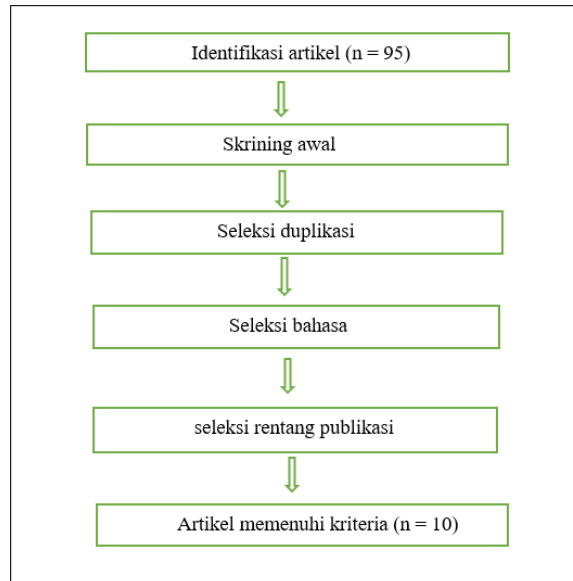 Identifikasi artikel (n = 95)
Skrining awal
Seleksi duplikasi
Seleksi bahasa
seleksi rentang publikasi
Artikel memenuhi kriteria (n = 10)